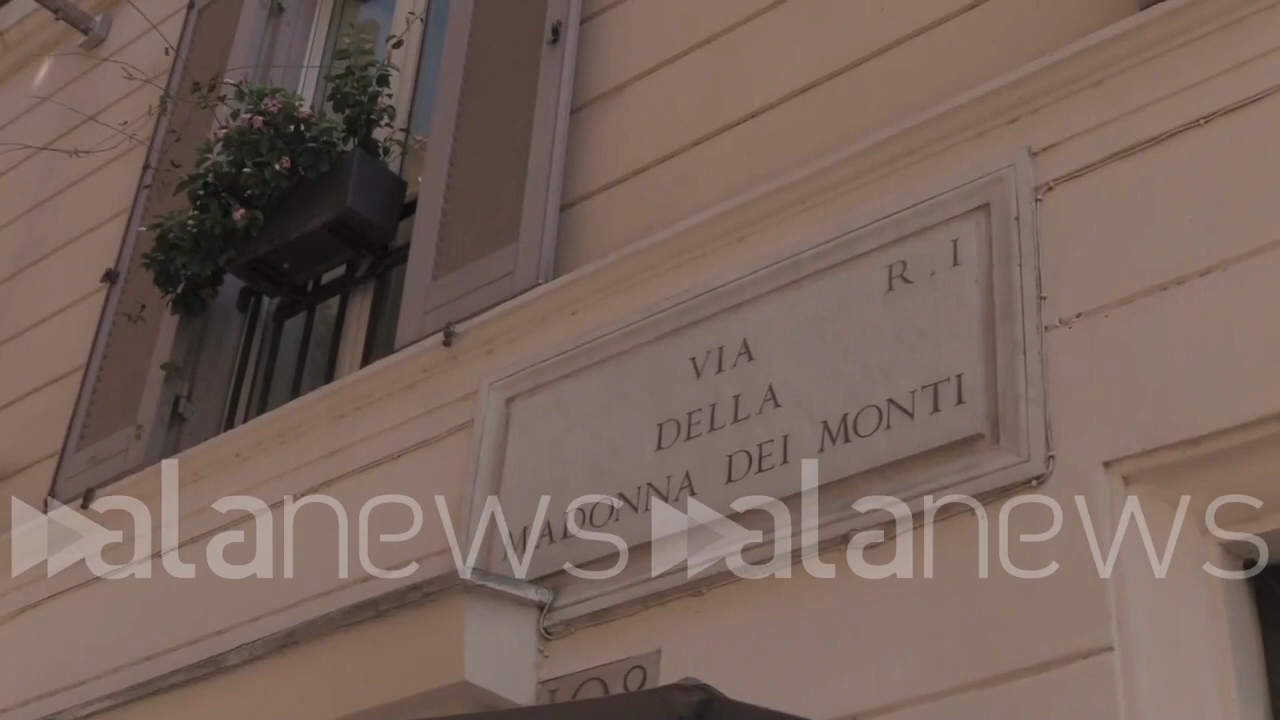 R.I
VIA
DELLA
MADONNA DEI MONTI
alanews alanews